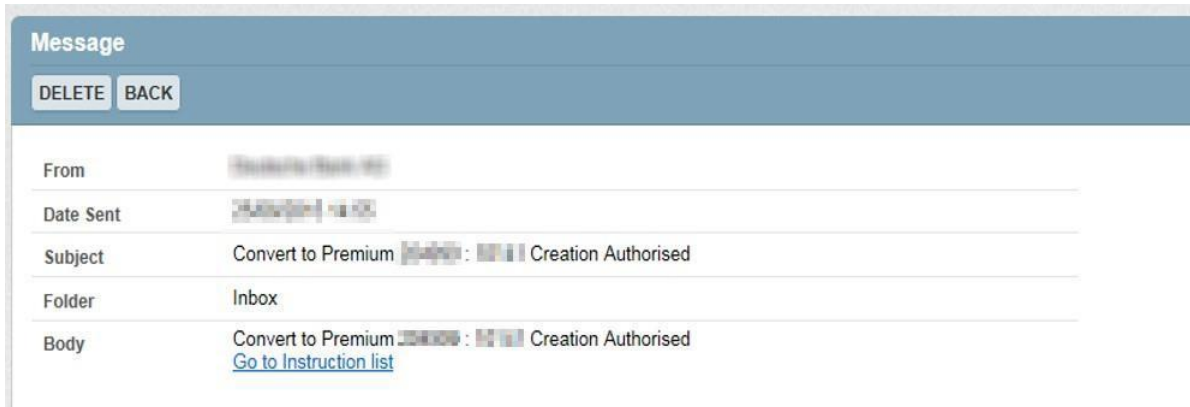 Message
DELETE BACK
From
Date Sent
Subject Convert to Premium : Creation Authorised
Folder Inbox
Body Convert to Premium : Creation Authorised
Go to Instruction list